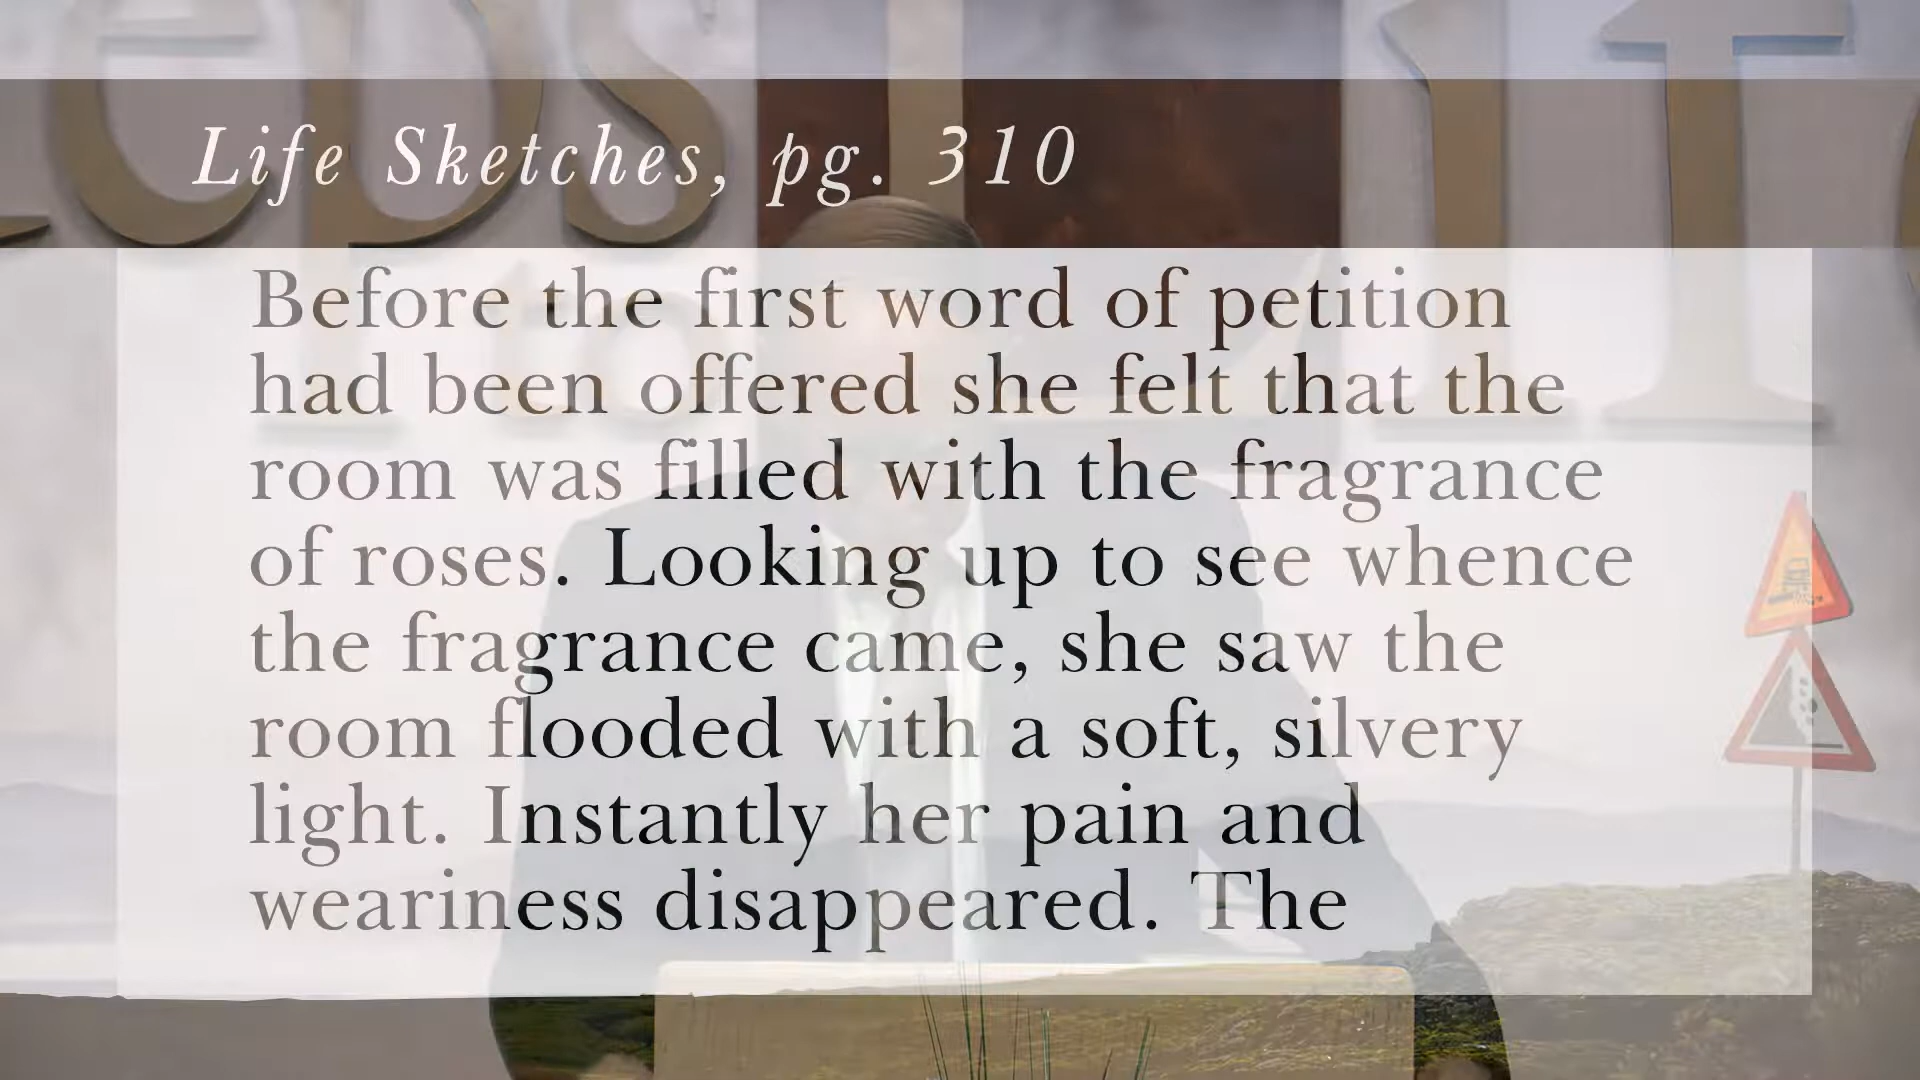 Life Sketches, pg. 310
Before the first word of petition
had been offered she felt that the
room was filled with the fragrance
of roses. Looking up to see whence
the fragrance came, she saw the
room flooded with a soft, silvery
light. Instantly her pain and
weariness disappeared. The